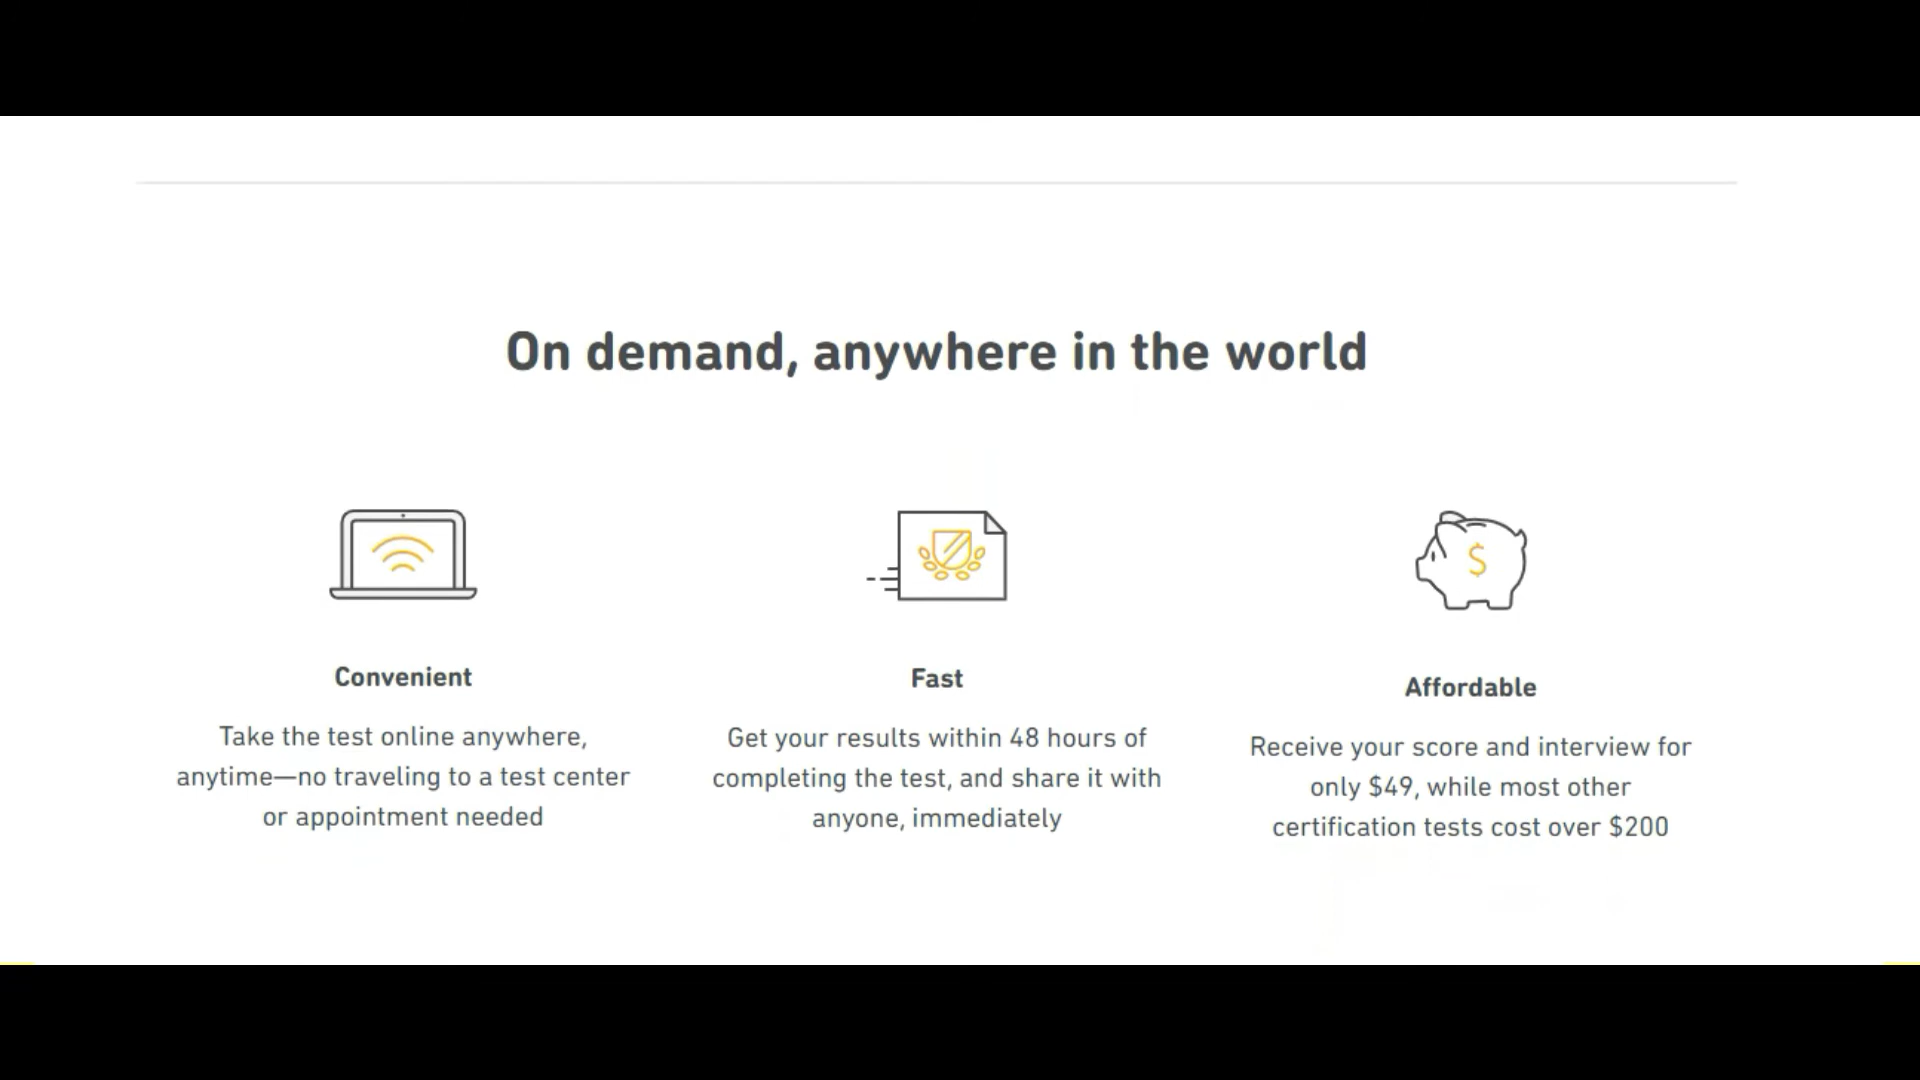 On demand, anywhere in the world
Convenient
Take the test online anywhere,
anytime—no traveling to a test center
or appointment needed
Fast
Get your results within 48 hours of
completing the test, and share it with
anyone, immediately
$
Affordable
Receive your score and interview for
only $49, while most other
certification tests cost over $200